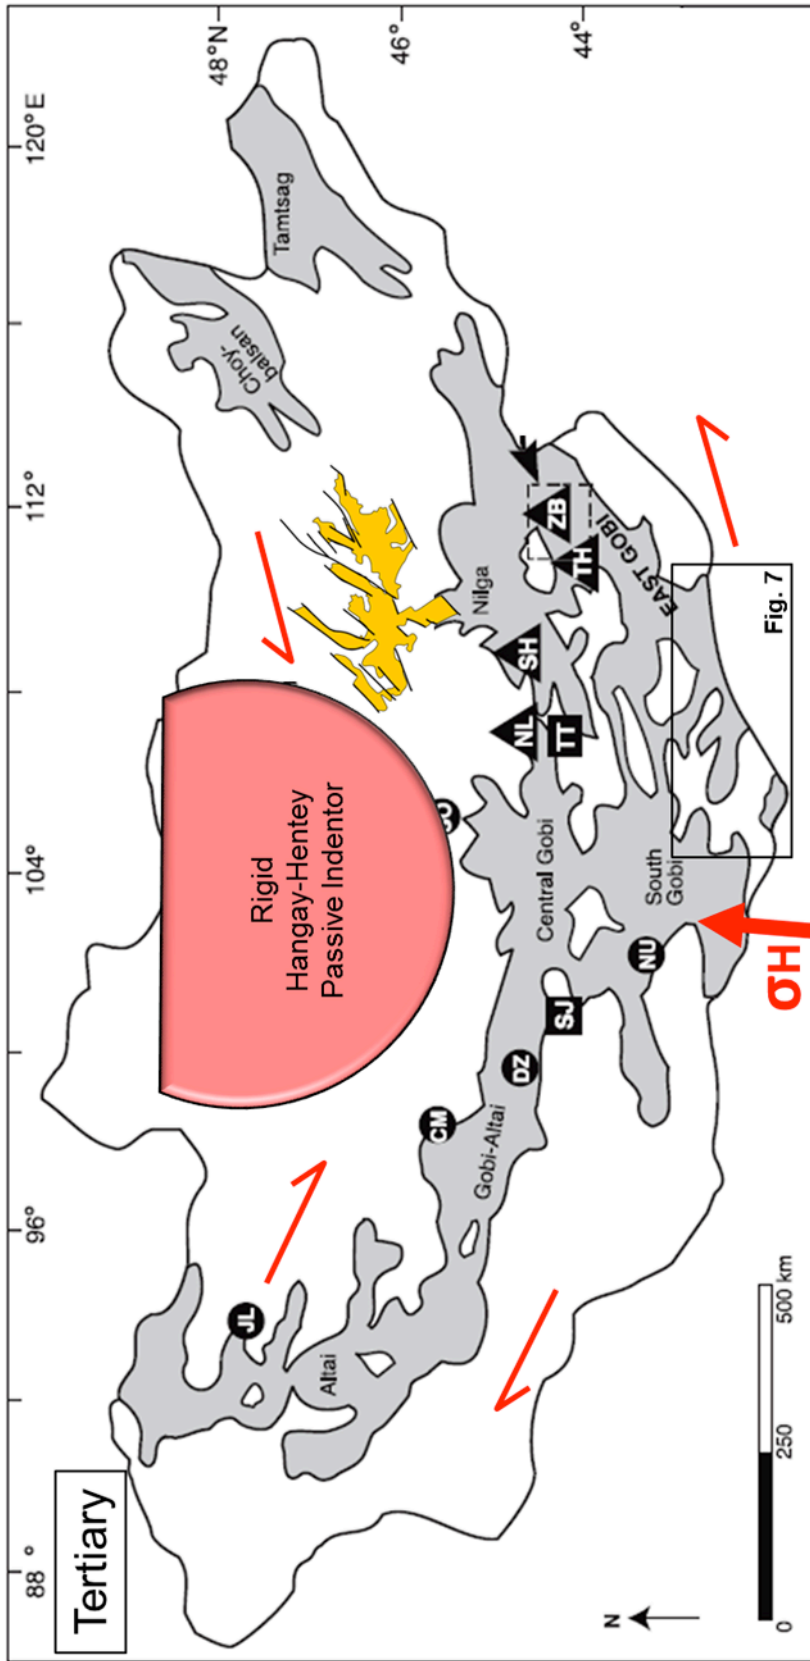 Tertiary
88°
96°
104°
112°
120°E
48°N
46°
44°
Choy-
balsan
Tamtsag
Rigid
Hangay-Hentey
Passive Indentor
JL
Altai
CM
Gobi-Altai
DZ
SJ
Central Gobi
NL
TT
SH
Nilga
TH
ZB
EAST GOBI
NU
South
Gobi
Fig. 7
σH
N
0
250
500 km